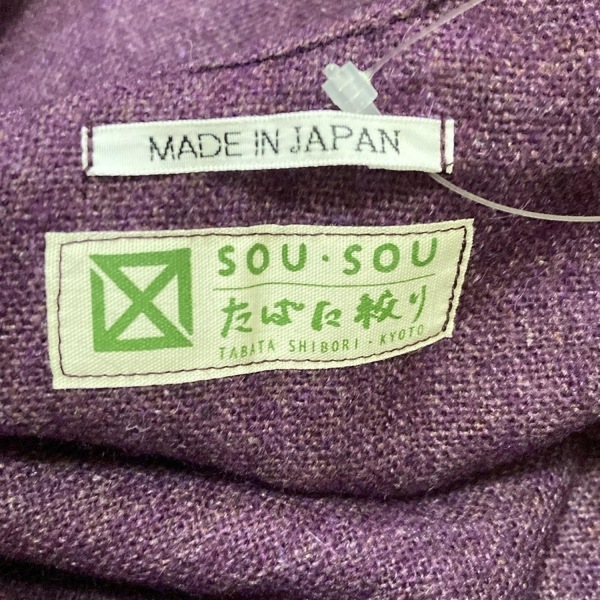 MADE IN JAPAN
SOU・SOU
たばた絞り
TABATA SHIBORI・KYOTO